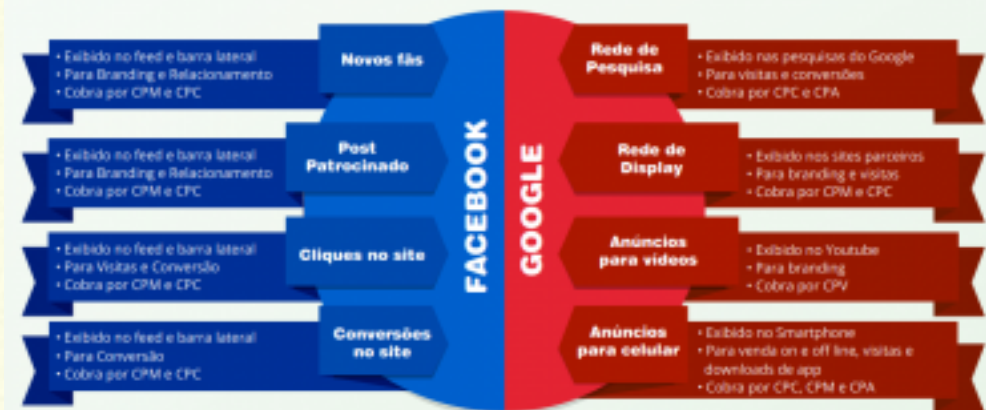 Novos fãs
• Exibido no feed e barra lateral
• Para Branding e Relacionamento
• Cobra por CPM e CPC
Post
Patrocinado
• Exibido no feed e barra lateral
• Para Branding e Relacionamento
• Cobra por CPM e CPC
Cliques no site
• Exibido no feed e barra lateral
• Para Visitas e Conversão
• Cobra por CPM e CPC
Conversões
no site
• Exibido no feed e barra lateral
• Para Conversão
• Cobra por CPM e CPC
FACEBOOK
GOOGLE
Rede de
Pesquisa
• Exibido nas pesquisas do Google
• Para visitas e conversões
• Cobra por CPC e CPA
Rede de
Display
• Exibido nos sites parceiros
• Para branding e visitas
• Cobra por CPM e CPC
Anúncios
para vídeos
• Exibido no Youtube
• Para branding
• Cobra por CPV
Anúncios
para celular
• Exibido no Smartphone
• Para venda on e off line, visitas e
downloads de app
• Cobra por CPC, CPM e CPA